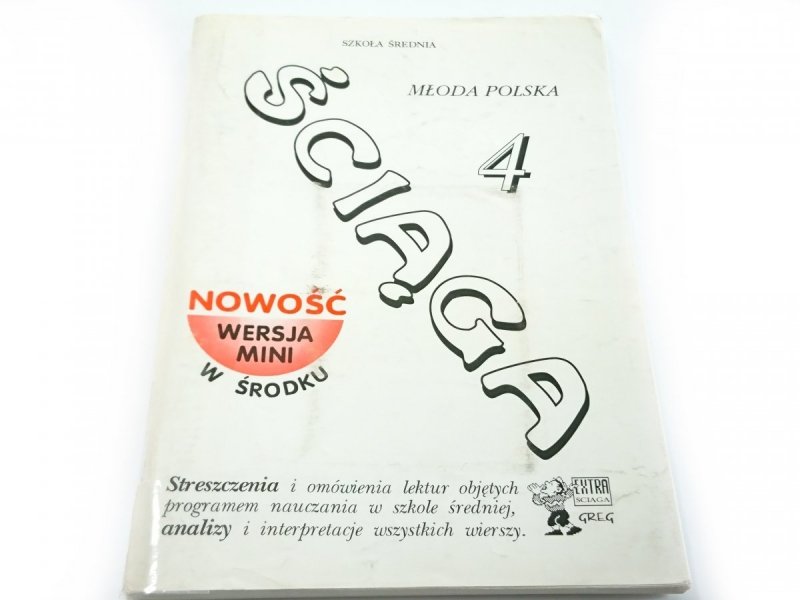 SZKOŁA ŚREDNIA
MŁODA POLSKA
4
ŚCIĄGA
NOWOŚĆ
WERSJA
MINI
W ŚRODKU
Streszczenia i omówienia lektur objętych
programem nauczania w szkole średniej,
analizy i interpretacje wszystkich wierszy.
EXTRA
ŚCIĄGA
GREG